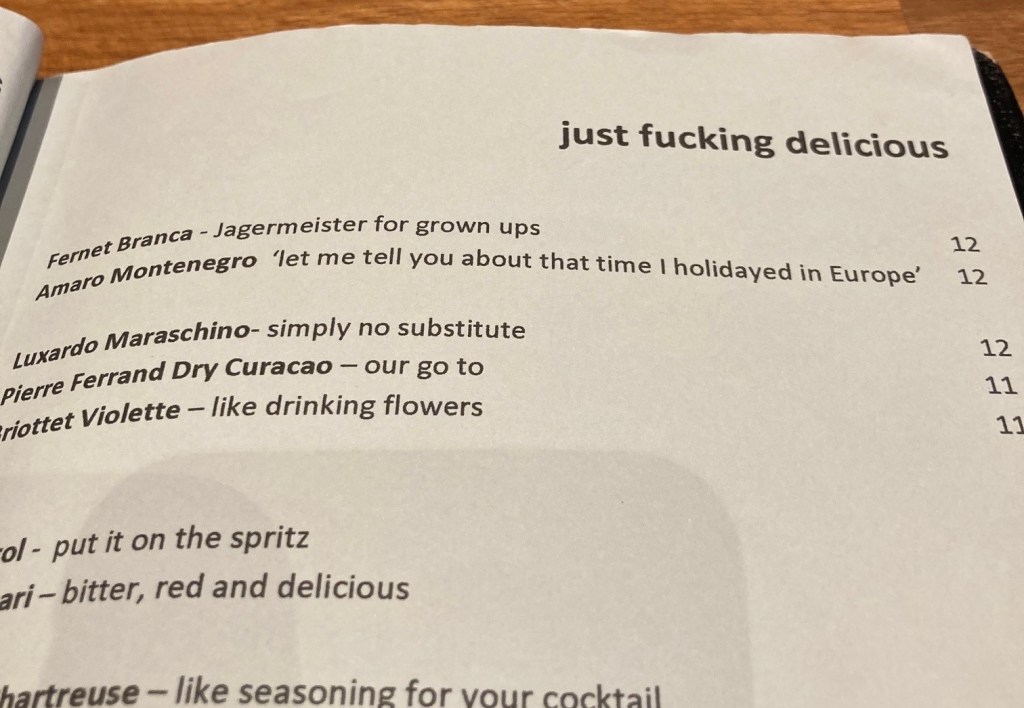 just fucking delicious
Fernet Branca - Jagermeister for grown ups 12
Amaro Montenegro 'let me tell you about that time I holidayed in Europe' 12
Luxardo Maraschino- simply no substitute 12
Pierre Ferrand Dry Curacao – our go to 11
riottet Violette – like drinking flowers 11
ol - put it on the spritz
ari – bitter, red and delicious
hartreuse – like seasoning for your cocktail